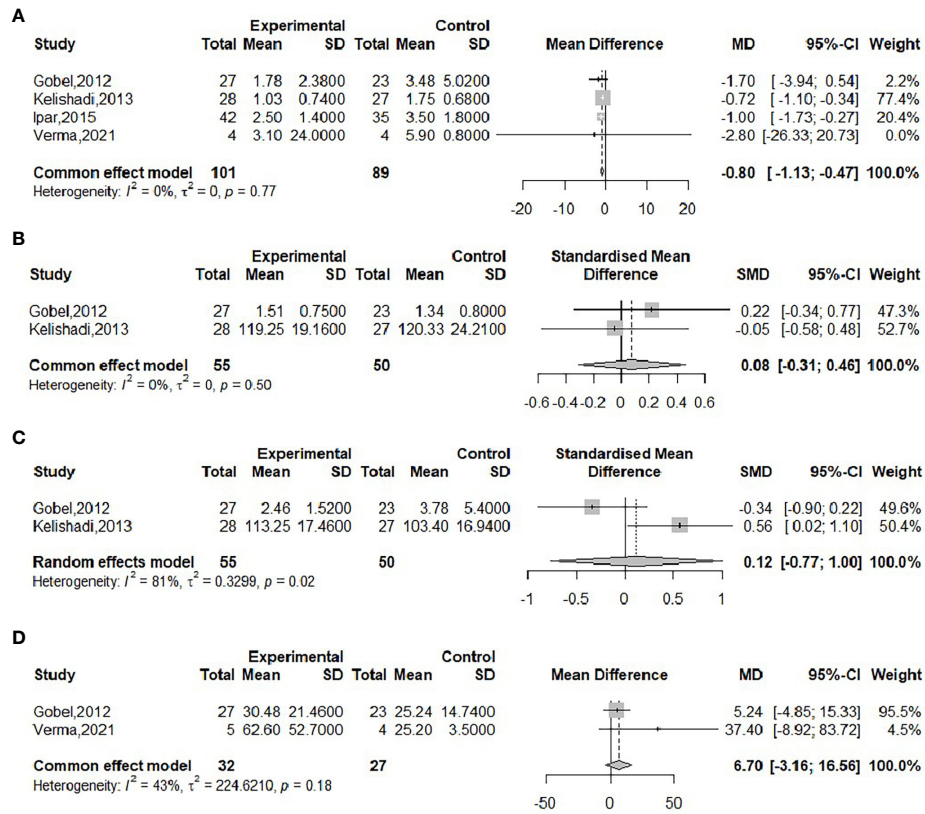 A
Experimental Control
Study Total Mean SD Total Mean SD Mean Difference MD 95%-CI Weight
Gobel,2012 27 1.78 2.3800 23 3.48 5.0200 -1.70 [-3.94; 0.54] 2.2%
Kelishadi,2013 28 1.03 0.7400 27 1.75 0.6800 -0.72 [-1.10; -0.34] 77.4%
Ipar,2015 42 2.50 1.4000 35 3.50 1.8000 -1.00 [-1.73; -0.27] 20.4%
Verma,2021 4 3.10 24.0000 4 5.90 0.8000 -2.80 [-26.33; 20.73] 0.0%
Common effect model 101 89 -0.80 [-1.13; -0.47] 100.0%
Heterogeneity: I² = 0%, τ² = 0, p = 0.77
-20 -10 0 10 20
B
Experimental Control Standardised Mean
Study Total Mean SD Total Mean SD Difference SMD 95%-CI Weight
Gobel,2012 27 1.51 0.7500 23 1.34 0.8000 0.22 [-0.34; 0.77] 47.3%
Kelishadi,2013 28 119.25 19.1600 27 120.33 24.2100 -0.05 [-0.58; 0.48] 52.7%
Common effect model 55 50 0.08 [-0.31; 0.46] 100.0%
Heterogeneity: I² = 0%, τ² = 0, p = 0.50
-0.6 -0.4 -0.2 0 0.2 0.4 0.6
C
Experimental Control Standardised Mean
Study Total Mean SD Total Mean SD Difference SMD 95%-CI Weight
Gobel,2012 27 2.46 1.5200 23 3.78 5.4000 -0.34 [-0.90; 0.22] 49.6%
Kelishadi,2013 28 113.25 17.4600 27 103.40 16.9400 0.56 [0.02; 1.10] 50.4%
Random effects model 55 50 0.12 [-0.77; 1.00] 100.0%
Heterogeneity: I² = 81%, τ² = 0.3299, p = 0.02
-1 -0.5 0 0.5 1
D
Experimental Control
Study Total Mean SD Total Mean SD Mean Difference MD 95%-CI Weight
Gobel,2012 27 30.48 21.4600 23 25.24 14.7400 5.24 [-4.85; 15.33] 95.5%
Verma,2021 5 62.60 52.7000 4 25.20 3.5000 37.40 [-8.92; 83.72] 4.5%
Common effect model 32 27 6.70 [-3.16; 16.56] 100.0%
Heterogeneity: I² = 43%, τ² = 224.6210, p = 0.18
-50 0 50